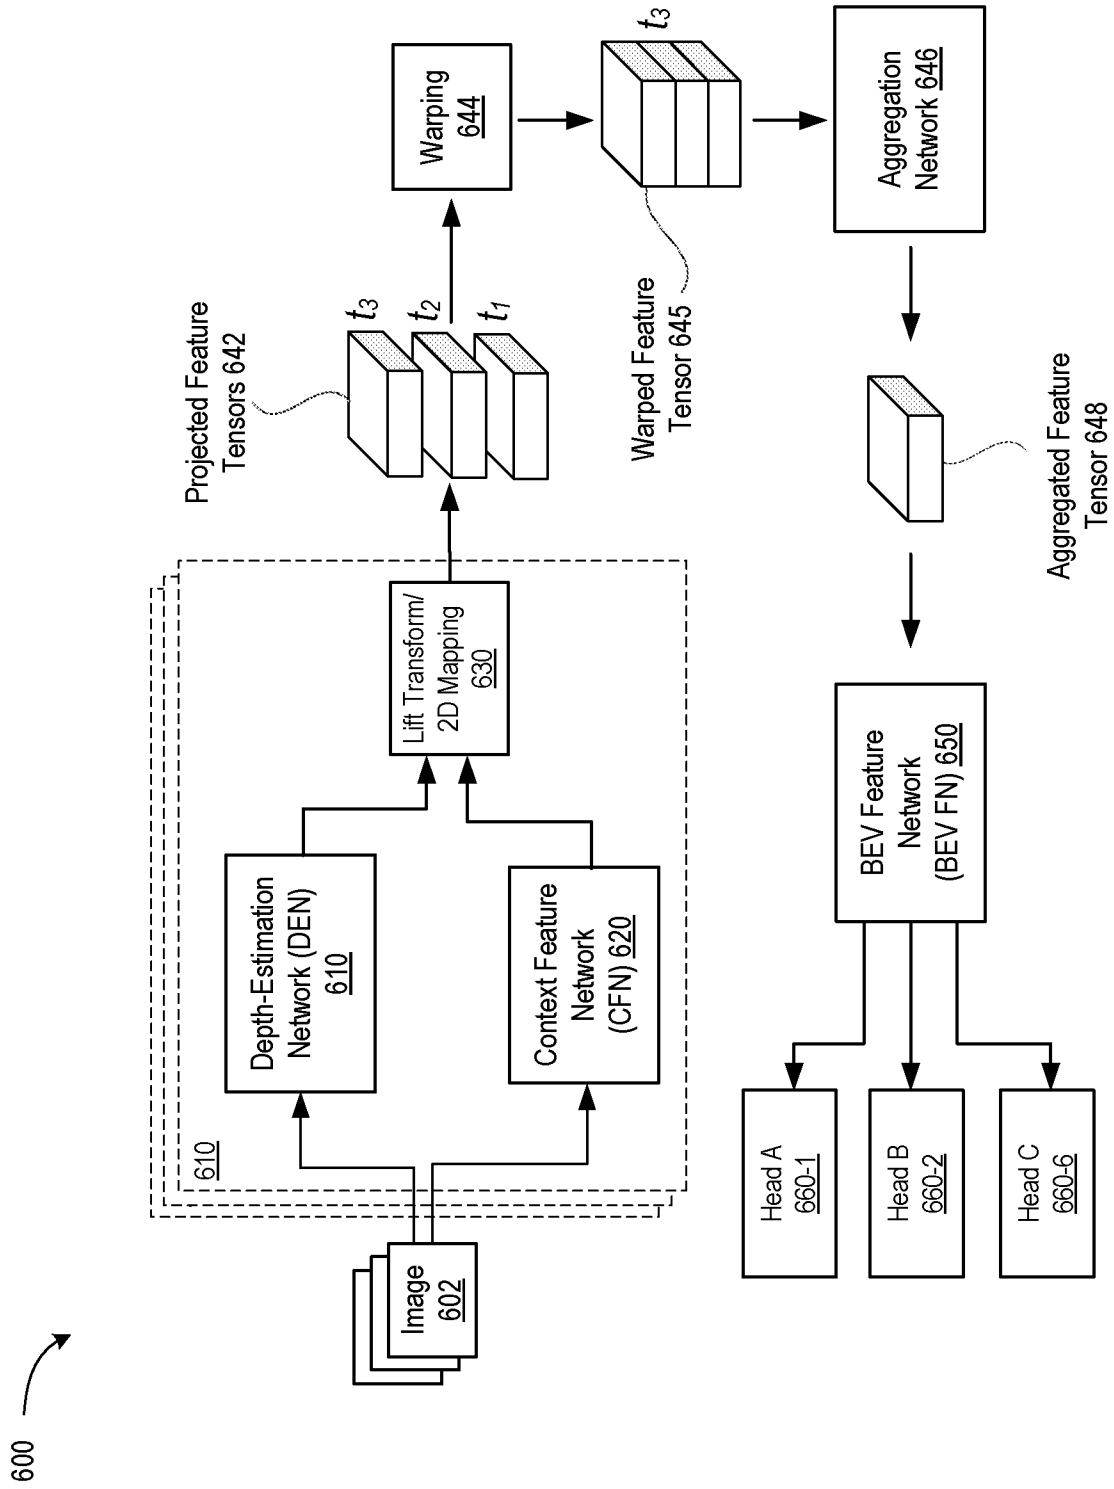 600
Image
602
610
Depth-Estimation
Network (DEN)
610
Context Feature
Network
(CFN) 620
Lift Transform/
2D Mapping
630
Projected Feature
Tensors 642
t3
t2
t1
Warping
644
t3
Warped Feature
Tensor 645
Aggregation
Network 646
Aggregated Feature
Tensor 648
BEV Feature
Network
(BEV FN) 650
Head A
660-1
Head B
660-2
Head C
660-6